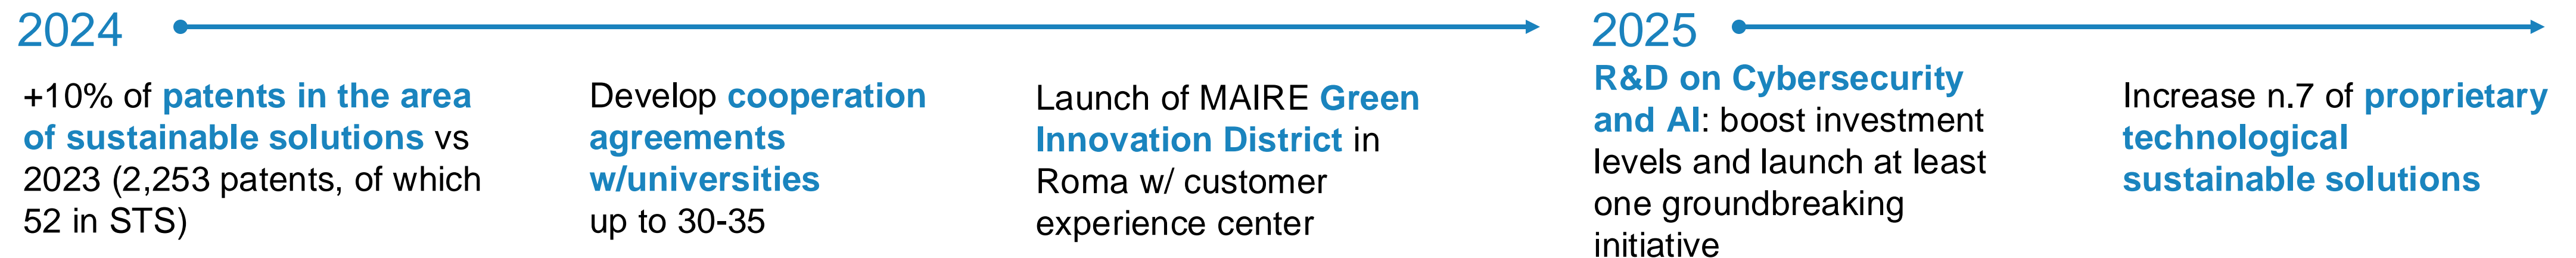 2024
+10% of patents in the area
of sustainable solutions vs
2023 (2,253 patents, of which
52 in STS)
Develop cooperation
agreements
w/universities
up to 30-35
Launch of MAIRE Green
Innovation District in
Roma w/ customer
experience center
2025
R&D on Cybersecurity
and AI: boost investment
levels and launch at least
one groundbreaking
initiative
Increase n.7 of proprietary
technological
sustainable solutions